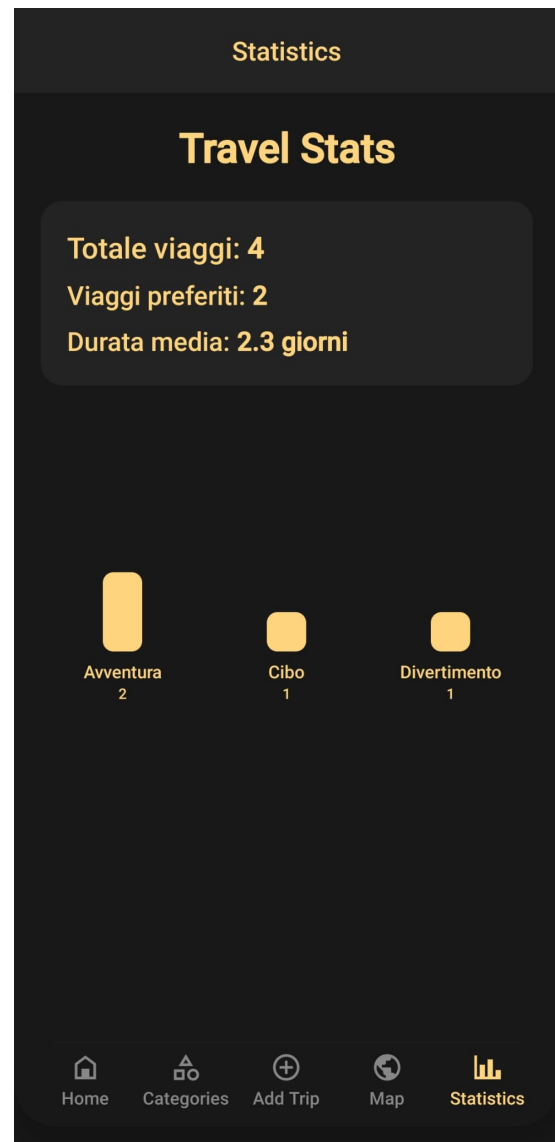 Statistics
Travel Stats
Totale viaggi: 4
Viaggi preferiti: 2
Durata media: 2.3 giorni
Avventura
2
Cibo
1
Divertimento
1
Home
Categories
Add Trip
Map
Statistics